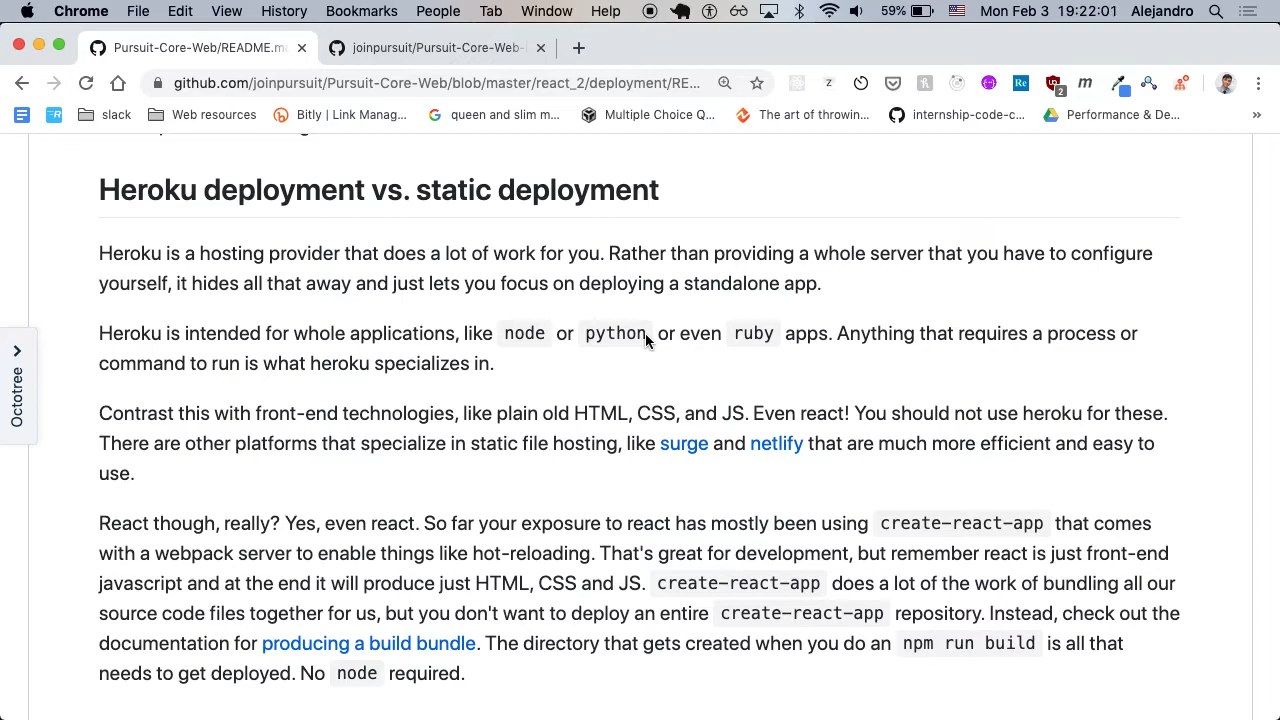 Chrome File Edit View History Bookmarks People Tab Window Help 59% Mon Feb 3 19:22:01 Alejandro
Pursuit-Core-Web/README.m
joinpursuit/Pursuit-Core-Web-
github.com/joinpursuit/Pursuit-Core-Web/blob/master/react_2/deployment/RE...
Z Re 2 m
slack Web resources Bitly | Link Manag... queen and slim m... Multiple Choice Q... The art of throwin... internship-code-c... Performance & De... »
Heroku deployment vs. static deployment
Heroku is a hosting provider that does a lot of work for you. Rather than providing a whole server that you have to configure
yourself, it hides all that away and just lets you focus on deploying a standalone app.
Heroku is intended for whole applications, like node or python or even ruby apps. Anything that requires a process or
command to run is what heroku specializes in.
Contrast this with front-end technologies, like plain old HTML, CSS, and JS. Even react! You should not use heroku for these.
There are other platforms that specialize in static file hosting, like surge and netlify that are much more efficient and easy to
use.
React though, really? Yes, even react. So far your exposure to react has mostly been using create-react-app that comes
with a webpack server to enable things like hot-reloading. That's great for development, but remember react is just front-end
javascript and at the end it will produce just HTML, CSS and JS. create-react-app does a lot of the work of bundling all our
source code files together for us, but you don't want to deploy an entire create-react-app repository. Instead, check out the
documentation for producing a build bundle. The directory that gets created when you do an npm run build is all that
needs to get deployed. No node required.
Octotree